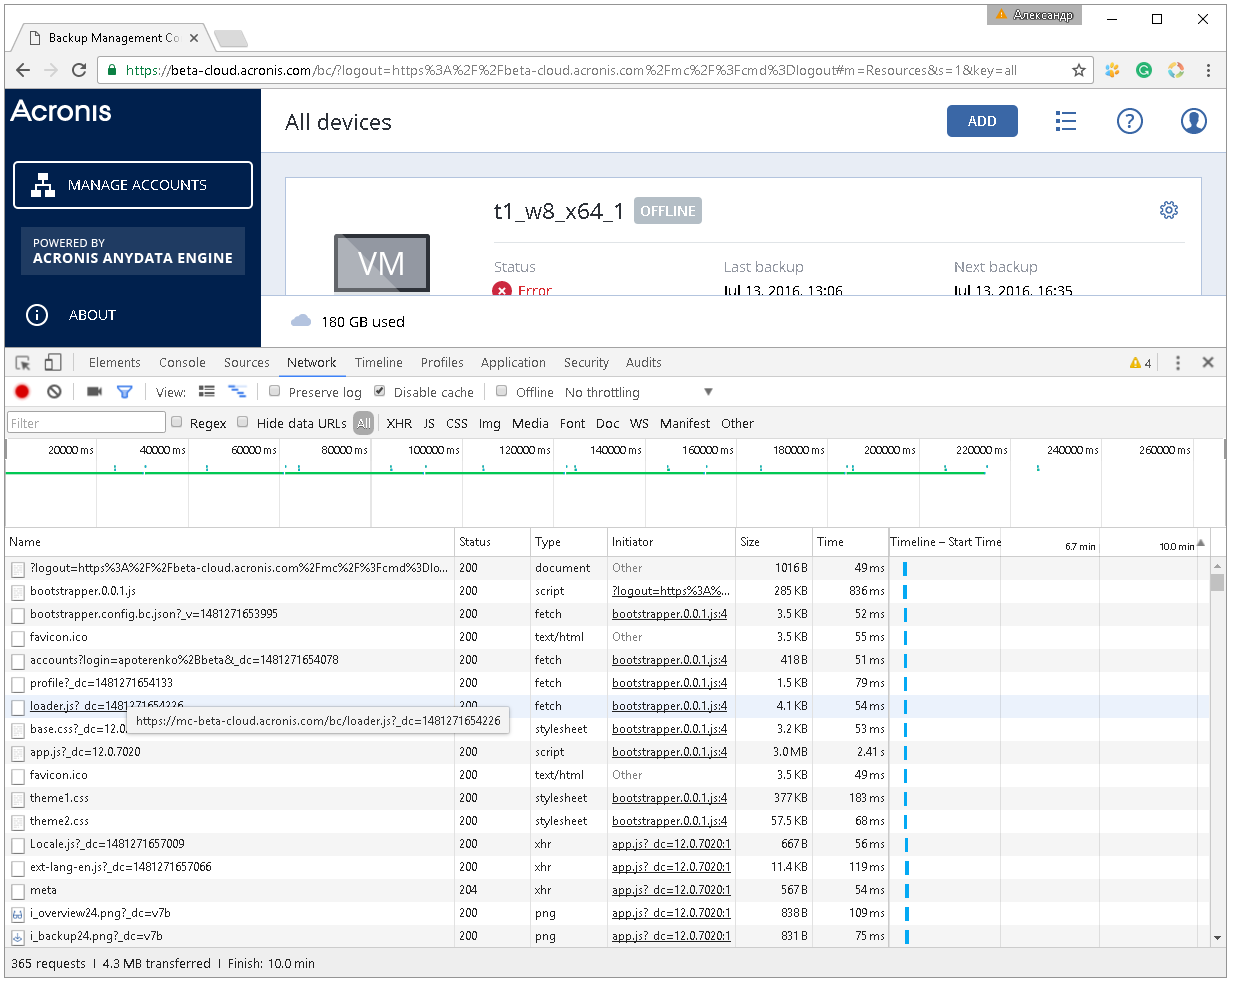 Александр
Backup Management Co
https://beta-cloud.acronis.com/bc/?logout=https%3A%2F%2Fbeta-cloud.acronis.com%2Fmc%2F%3Fcmd%3Dlogout#m=Resources&s=1&key=all
Acronis
All devices
ADD
MANAGE ACCOUNTS
t1_w8_x64_1 OFFLINE
POWERED BY
ACRONIS ANYDATA ENGINE
VM
Status Last backup Next backup
Error Jul 13, 2016, 13:06 Jul 13, 2016, 16:35
ABOUT
180 GB used
Elements Console Sources Network Timeline Profiles Application Security Audits 4
View: Preserve log Disable cache Offline No throttling
Filter Regex Hide data URLs All XHR JS CSS Img Media Font Doc WS Manifest Other
20000 ms 40000 ms 60000 ms 80000 ms 100000 ms 120000 ms 140000 ms 160000 ms 180000 ms 200000 ms 220000 ms 240000 ms 260000 ms
Name Status Type Initiator Size Time Timeline – Start Time 6.7 min 10.0 min
?logout=https%3A%2F%2Fbeta-cloud.acronis.com%2Fmc%2F%3Fcmd%3Dlo... 200 document Other 1016 B 49 ms
bootstrapper.0.0.1.js 200 script ?logout=https%3A%... 285 KB 836 ms
bootstrapper.config.bc.json?_v=1481271653995 200 fetch bootstrapper.0.0.1.js:4 3.5 KB 52 ms
favicon.ico 200 text/html Other 3.5 KB 55 ms
accounts?login=apoterenko%2Bbeta&_dc=1481271654078 200 fetch bootstrapper.0.0.1.js:4 418 B 51 ms
profile?_dc=1481271654133 200 fetch bootstrapper.0.0.1.js:4 1.5 KB 79 ms
loader.js?_dc=1481271654226 200 fetch bootstrapper.0.0.1.js:4 4.1 KB 54 ms
https://mc-beta-cloud.acronis.com/bc/loader.js?_dc=1481271654226
base.css?_dc=12.0. stylesheet bootstrapper.0.0.1.js:4 3.2 KB 53 ms
app.js?_dc=12.0.7020 200 script bootstrapper.0.0.1.js:4 3.0 MB 2.41 s
favicon.ico 200 text/html Other 3.5 KB 49 ms
theme1.css 200 stylesheet bootstrapper.0.0.1.js:4 377 KB 183 ms
theme2.css 200 stylesheet bootstrapper.0.0.1.js:4 57.5 KB 68 ms
Locale.js?_dc=1481271657009 200 xhr app.js?_dc=12.0.7020:1 667 B 56 ms
ext-lang-en.js?_dc=1481271657066 200 xhr app.js?_dc=12.0.7020:1 11.4 KB 119 ms
meta 204 xhr app.js?_dc=12.0.7020:1 567 B 54 ms
i_overview24.png?_dc=v7b 200 png app.js?_dc=12.0.7020:1 838 B 109 ms
i_backup24.png?_dc=v7b 200 png app.js?_dc=12.0.7020:1 831 B 75 ms
365 requests | 4.3 MB transferred | Finish: 10.0 min